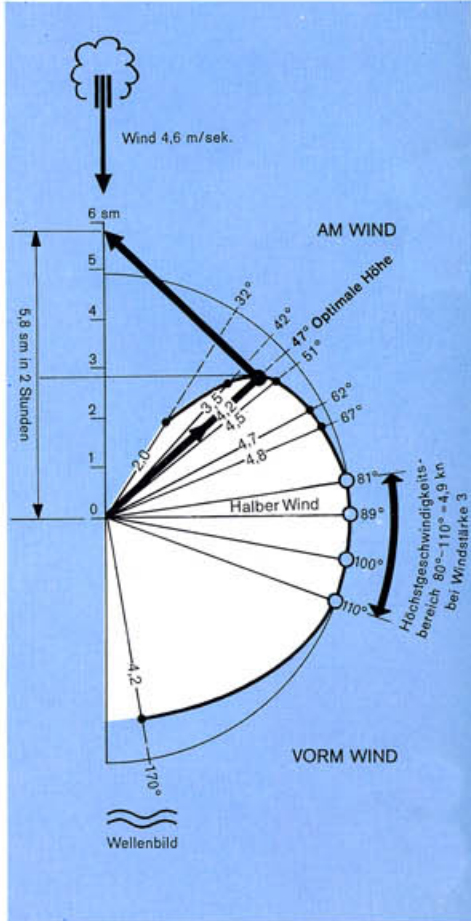 Wind 4,6 m/sek.
6 sm
AM WIND
5
4
3
2
1
0
5,8 sm in 2 Stunden
32°
42°
47° Optimale Höhe
51°
62°
67°
81°
89°
100°
110°
170°
2,0
3,5
4,2
4,5
4,7
4,8
Halber Wind
4,2
Höchstgeschwindigkeits-
bereich 80°–110° = 4,9 kn
bei Windstärke 3
VORM WIND
Wellenbild